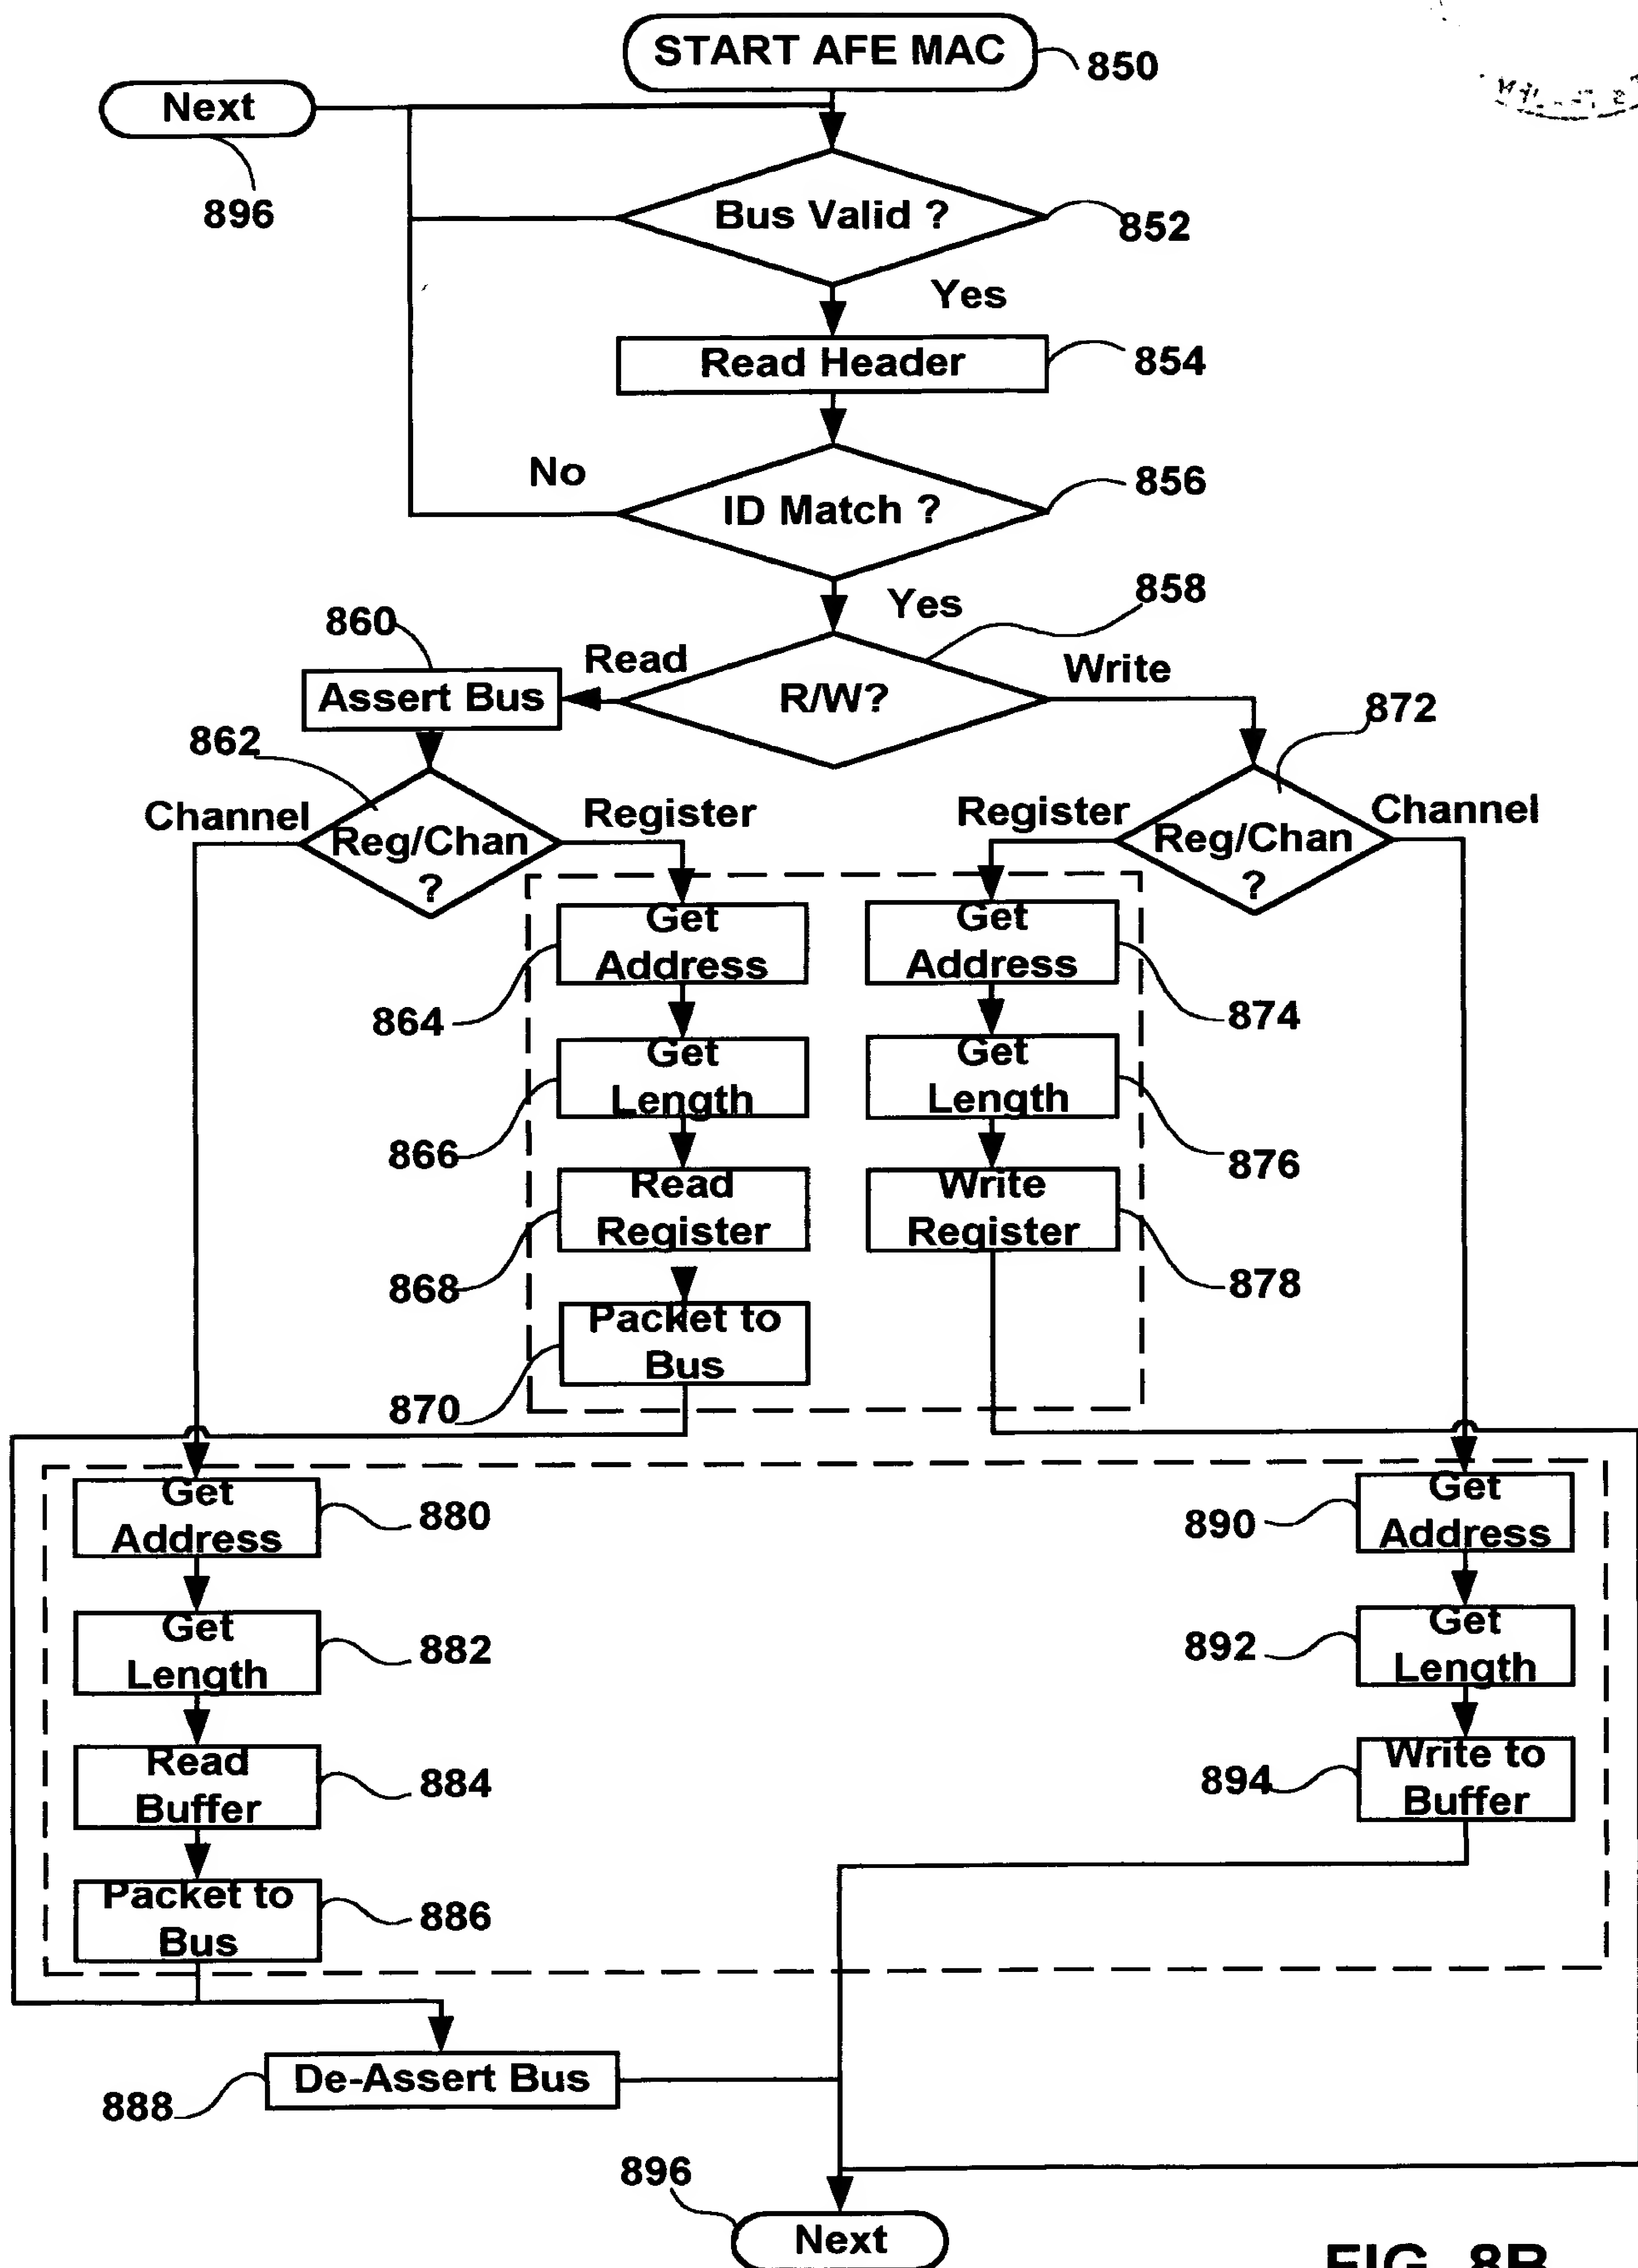 START AFE MAC
850
Next
896
Bus Valid ?
852
Yes
Read Header
854
No
ID Match ?
856
Yes
858
860
Read
Write
Assert Bus
R/W?
872
862
Channel
Register
Register
Channel
Reg/Chan
?
Reg/Chan
?
Get
Address
Get
Address
864
874
Get
Length
Get
Length
866
876
Read
Register
Write
Register
868
878
Packet to
Bus
870
Get
Address
880
890
Get
Address
Get
Length
882
892
Get
Length
Read
Buffer
884
894
Write to
Buffer
Packet to
Bus
886
De-Assert Bus
888
896
Next
FIG. 8B